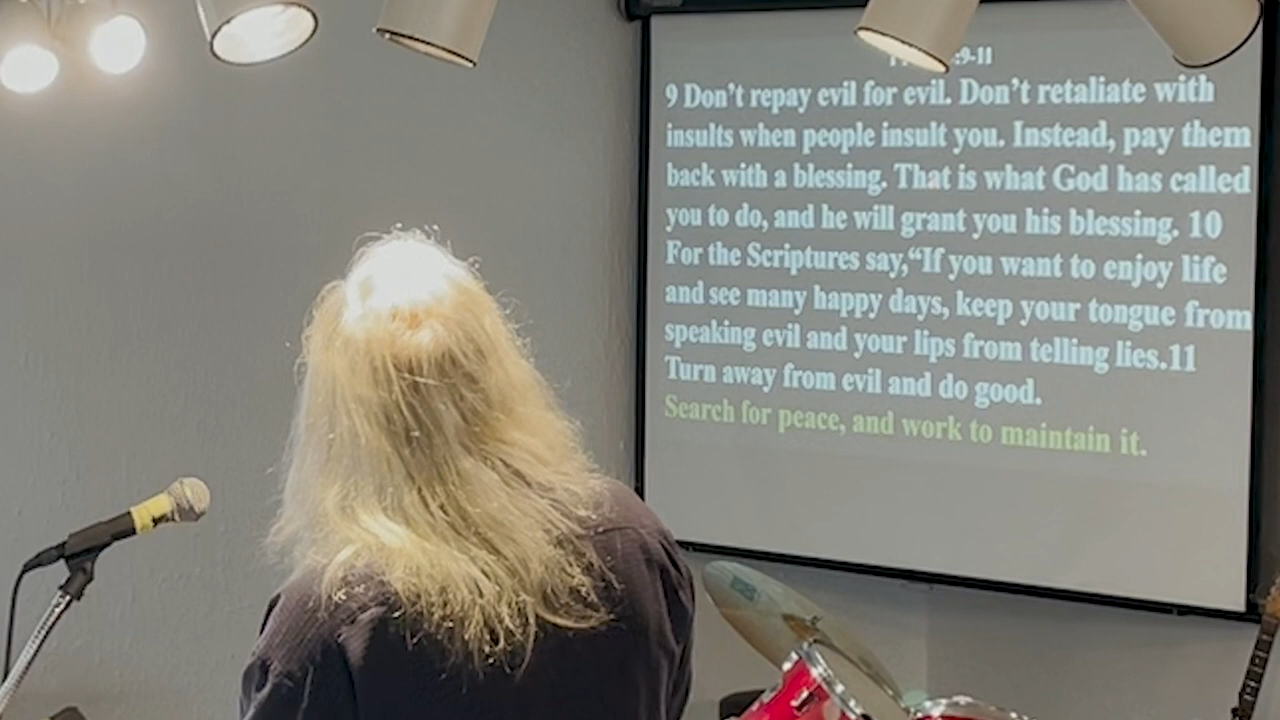 :9-11
9 Don't repay evil for evil. Don't retaliate with
insults when people insult you. Instead, pay them
back with a blessing. That is what God has called
you to do, and he will grant you his blessing. 10
For the Scriptures say,“If you want to enjoy life
and see many happy days, keep your tongue from
speaking evil and your lips from telling lies.11
Turn away from evil and do good.
Search for peace, and work to maintain it.